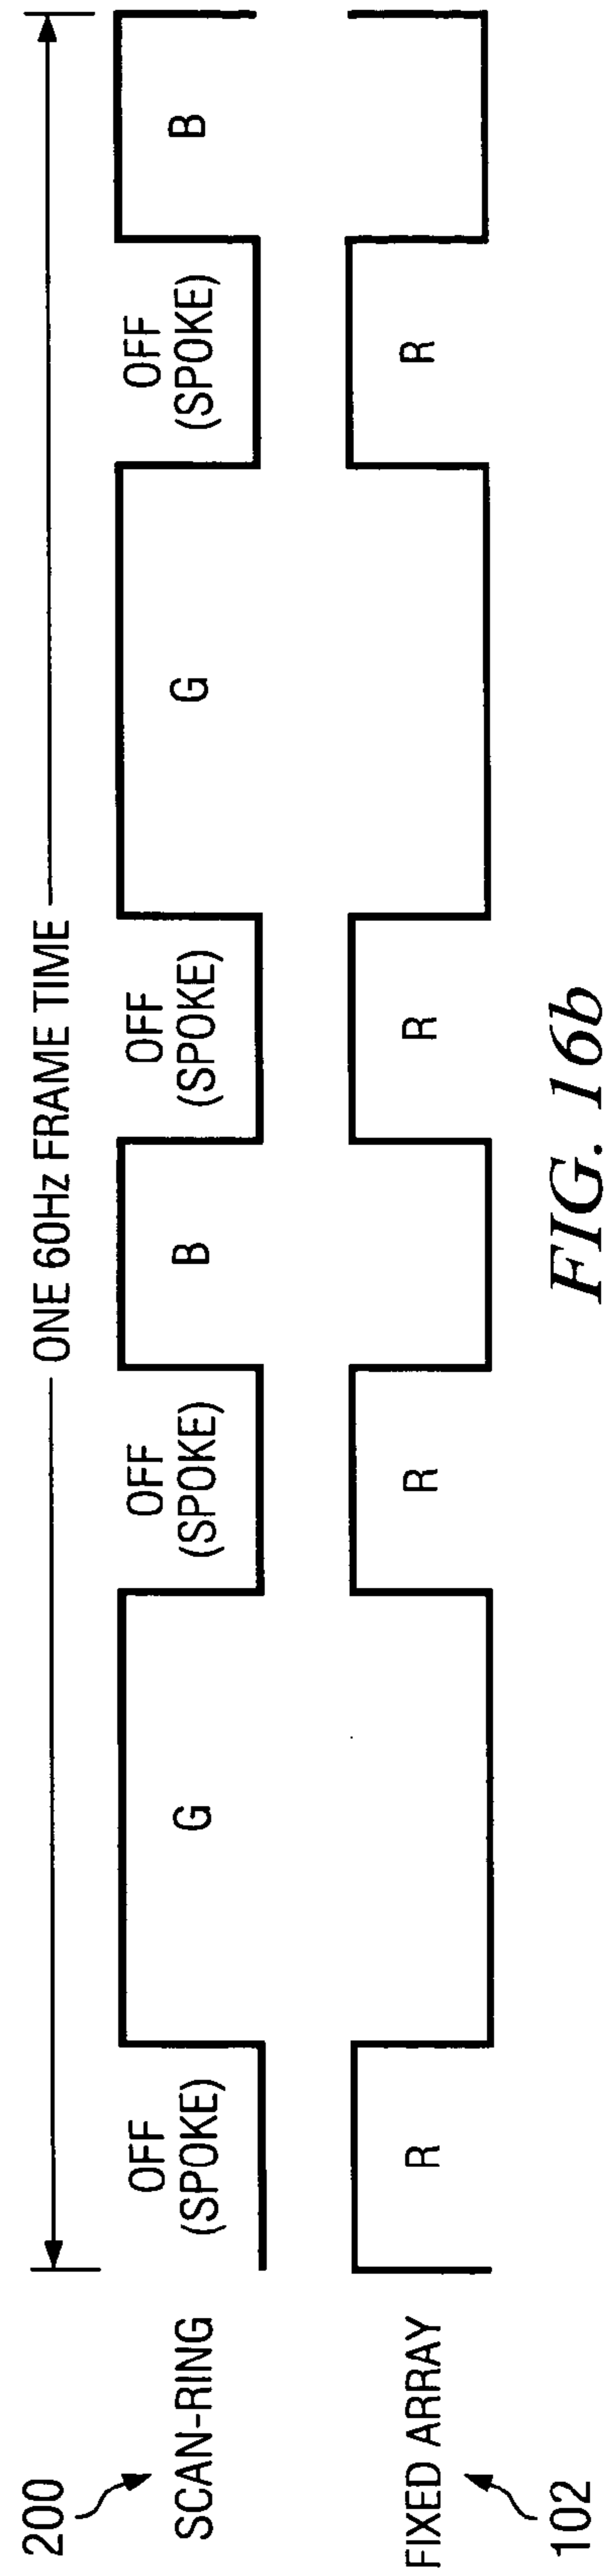 ONE 60Hz FRAME TIME
200
SCAN-RING
OFF
(SPOKE)
G
OFF
(SPOKE)
B
OFF
(SPOKE)
G
OFF
(SPOKE)
B
FIXED ARRAY
102
R
R
R
R
FIG. 16b